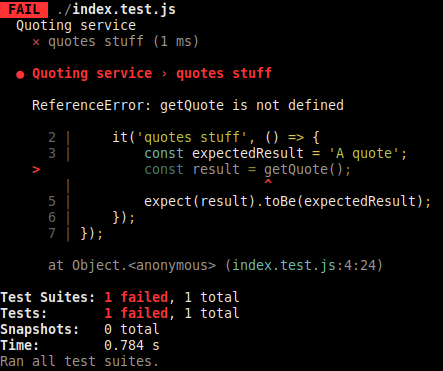 FAIL ./index.test.js
Quoting service
✕ quotes stuff (1 ms)
● Quoting service › quotes stuff
ReferenceError: getQuote is not defined
2 | it('quotes stuff', () => {
3 | const expectedResult = 'A quote';
> const result = getQuote();
| ^
5 | expect(result).toBe(expectedResult);
6 | });
7 | });
at Object.<anonymous> (index.test.js:4:24)
Test Suites: 1 failed, 1 total
Tests: 1 failed, 1 total
Snapshots: 0 total
Time: 0.784 s
Ran all test suites.